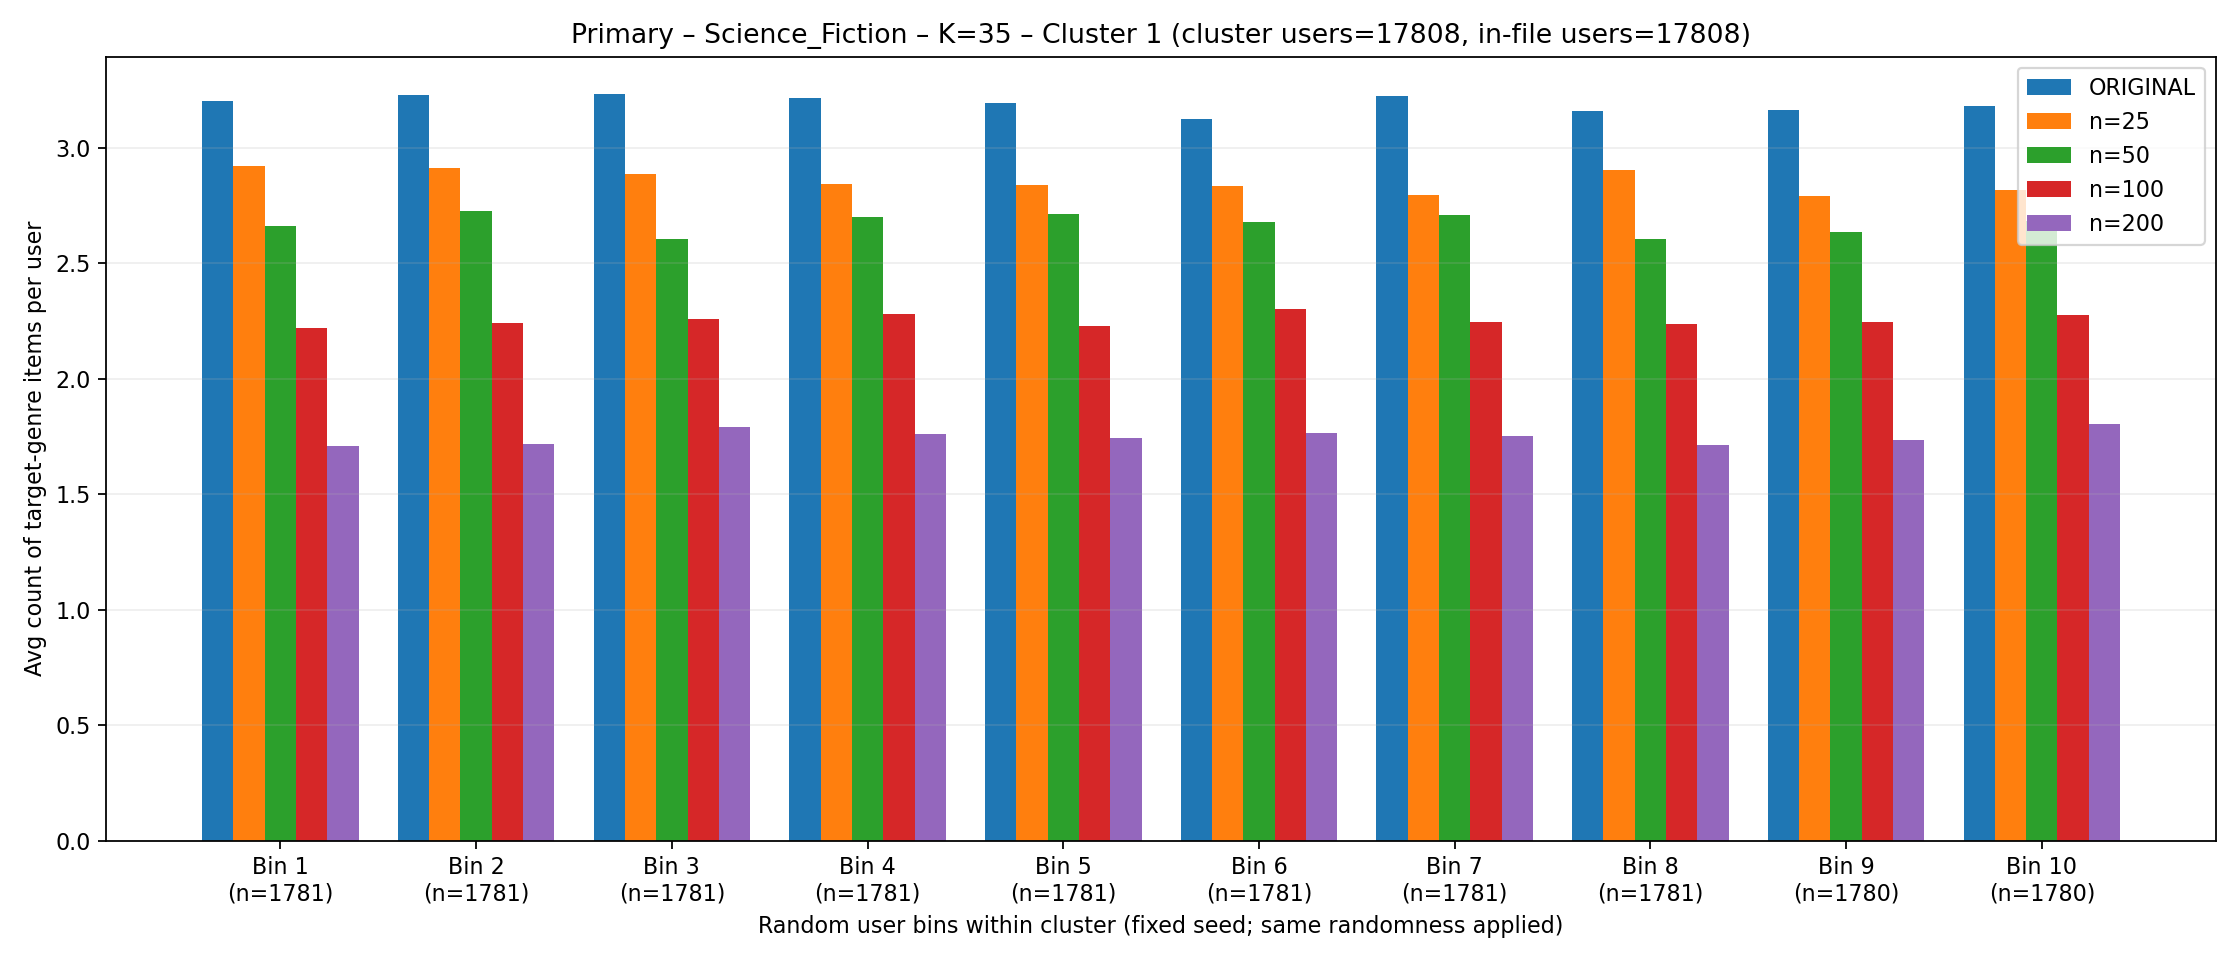 Primary – Science_Fiction – K=35 – Cluster 1 (cluster users=17808, in-file users=17808)
ORIGINAL
n=25
n=50
n=100
n=200
Avg count of target-genre items per user
3.0
2.5
2.0
1.5
1.0
0.5
0.0
Bin 1
(n=1781)
Bin 2
(n=1781)
Bin 3
(n=1781)
Bin 4
(n=1781)
Bin 5
(n=1781)
Bin 6
(n=1781)
Bin 7
(n=1781)
Bin 8
(n=1781)
Bin 9
(n=1780)
Bin 10
(n=1780)
Random user bins within cluster (fixed seed; same randomness applied)